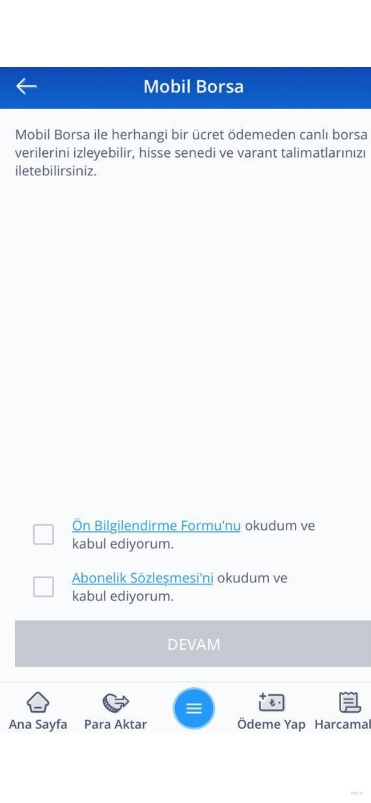 Mobil Borsa
Mobil Borsa ile herhangi bir ücret ödemeden canlı borsa
verilerini izleyebilir, hisse senedi ve varant talimatlarınızı
iletebilirsiniz.
Ön Bilgilendirme Formu'nu okudum ve
kabul ediyorum.
Abonelik Sözleşmesi'ni okudum ve
kabul ediyorum.
DEVAM
Ana Sayfa Para Aktar Ödeme Yap Harcamal